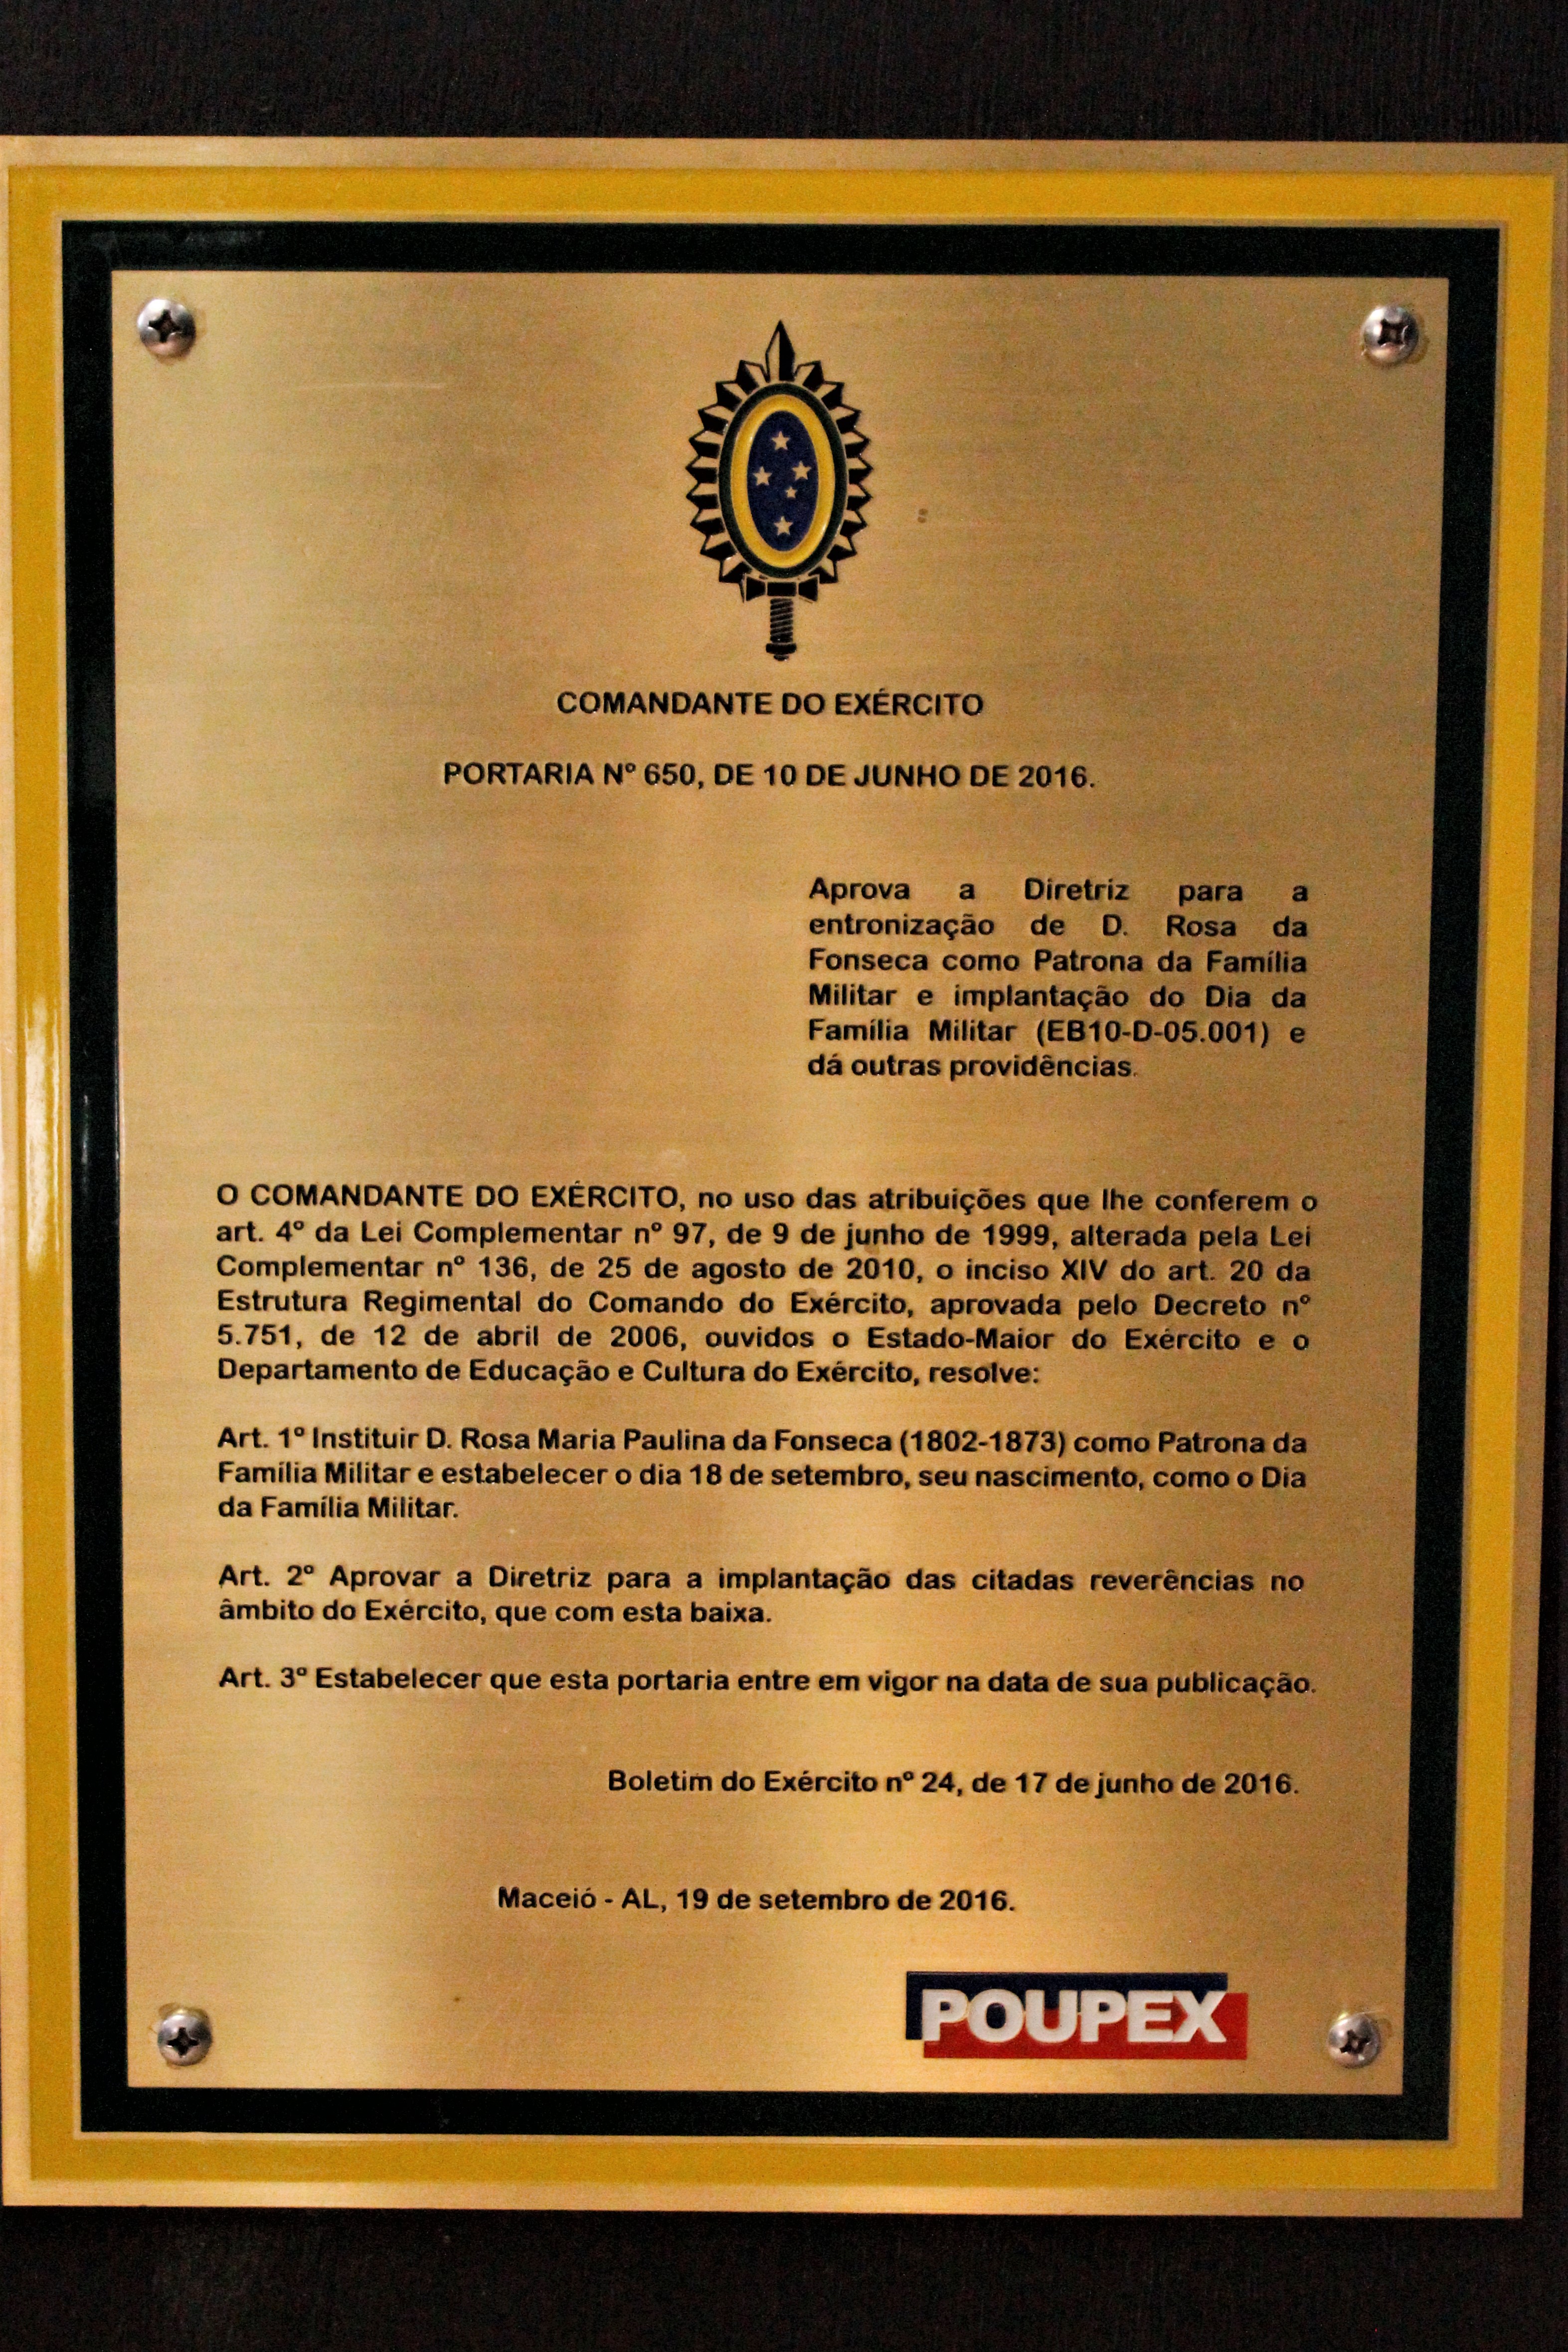 COMANDANTE DO EXÉRCITO
PORTARIA Nº 650, DE 10 DE JUNHO DE 2016.
Aprova a Diretriz para a
entronização de D. Rosa da
Fonseca como Patrona da Família
Militar e implantação do Dia da
Família Militar (EB10-D-05.001) e
dá outras providências.
O COMANDANTE DO EXÉRCITO, no uso das atribuições que lhe conferem o
art. 4º da Lei Complementar nº 97, de 9 de junho de 1999, alterada pela Lei
Complementar nº 136, de 25 de agosto de 2010, o inciso XIV do art. 20 da
Estrutura Regimental do Comando do Exército, aprovada pelo Decreto nº
5.751, de 12 de abril de 2006, ouvidos o Estado-Maior do Exército e o
Departamento de Educação e Cultura do Exército, resolve:
Art. 1º Instituir D. Rosa Maria Paulina da Fonseca (1802-1873) como Patrona da
Família Militar e estabelecer o dia 18 de setembro, seu nascimento, como o Dia
da Família Militar.
Art. 2º Aprovar a Diretriz para a implantação das citadas reverências no
âmbito do Exército, que com esta baixa.
Art. 3º Estabelecer que esta portaria entre em vigor na data de sua publicação.
Boletim do Exército nº 24, de 17 de junho de 2016.
Maceió - AL, 19 de setembro de 2016.
POUPEX